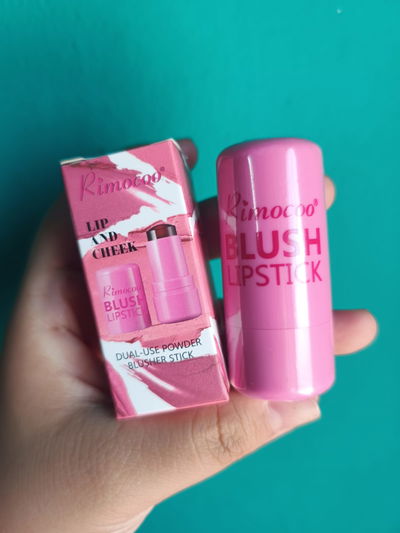 Rimocoo®
LIP
AND
CHEEK
Rimocoo
BLUSH
LIPSTICK
DUAL-USE POWDER
BLUSHER STICK
Rimocoo®
BLUSH
LIPSTICK